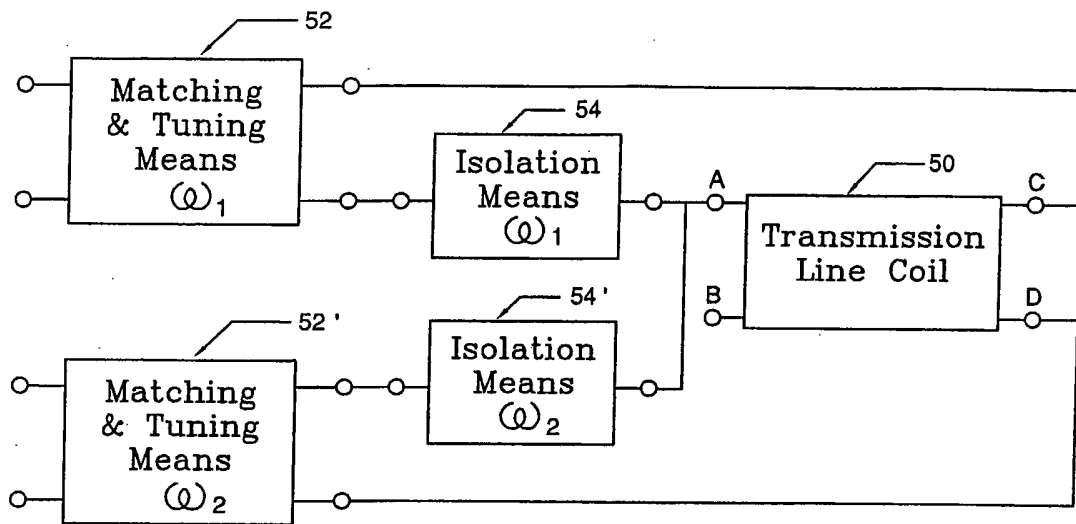 52
Matching
& Tuning
Means
ω1
54
Isolation
Means
ω1
A
50
C
Transmission
Line Coil
B
D
52'
Matching
& Tuning
Means
ω2
54'
Isolation
Means
ω2